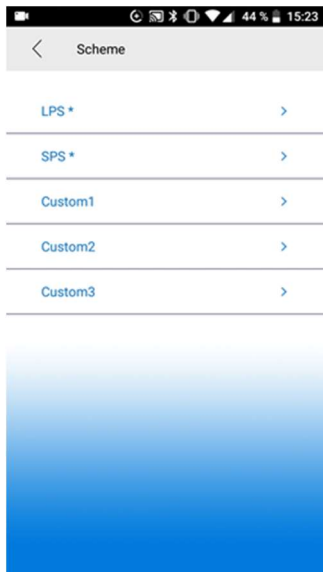 44 % 15:23
Scheme
LPS *
SPS *
Custom1
Custom2
Custom3